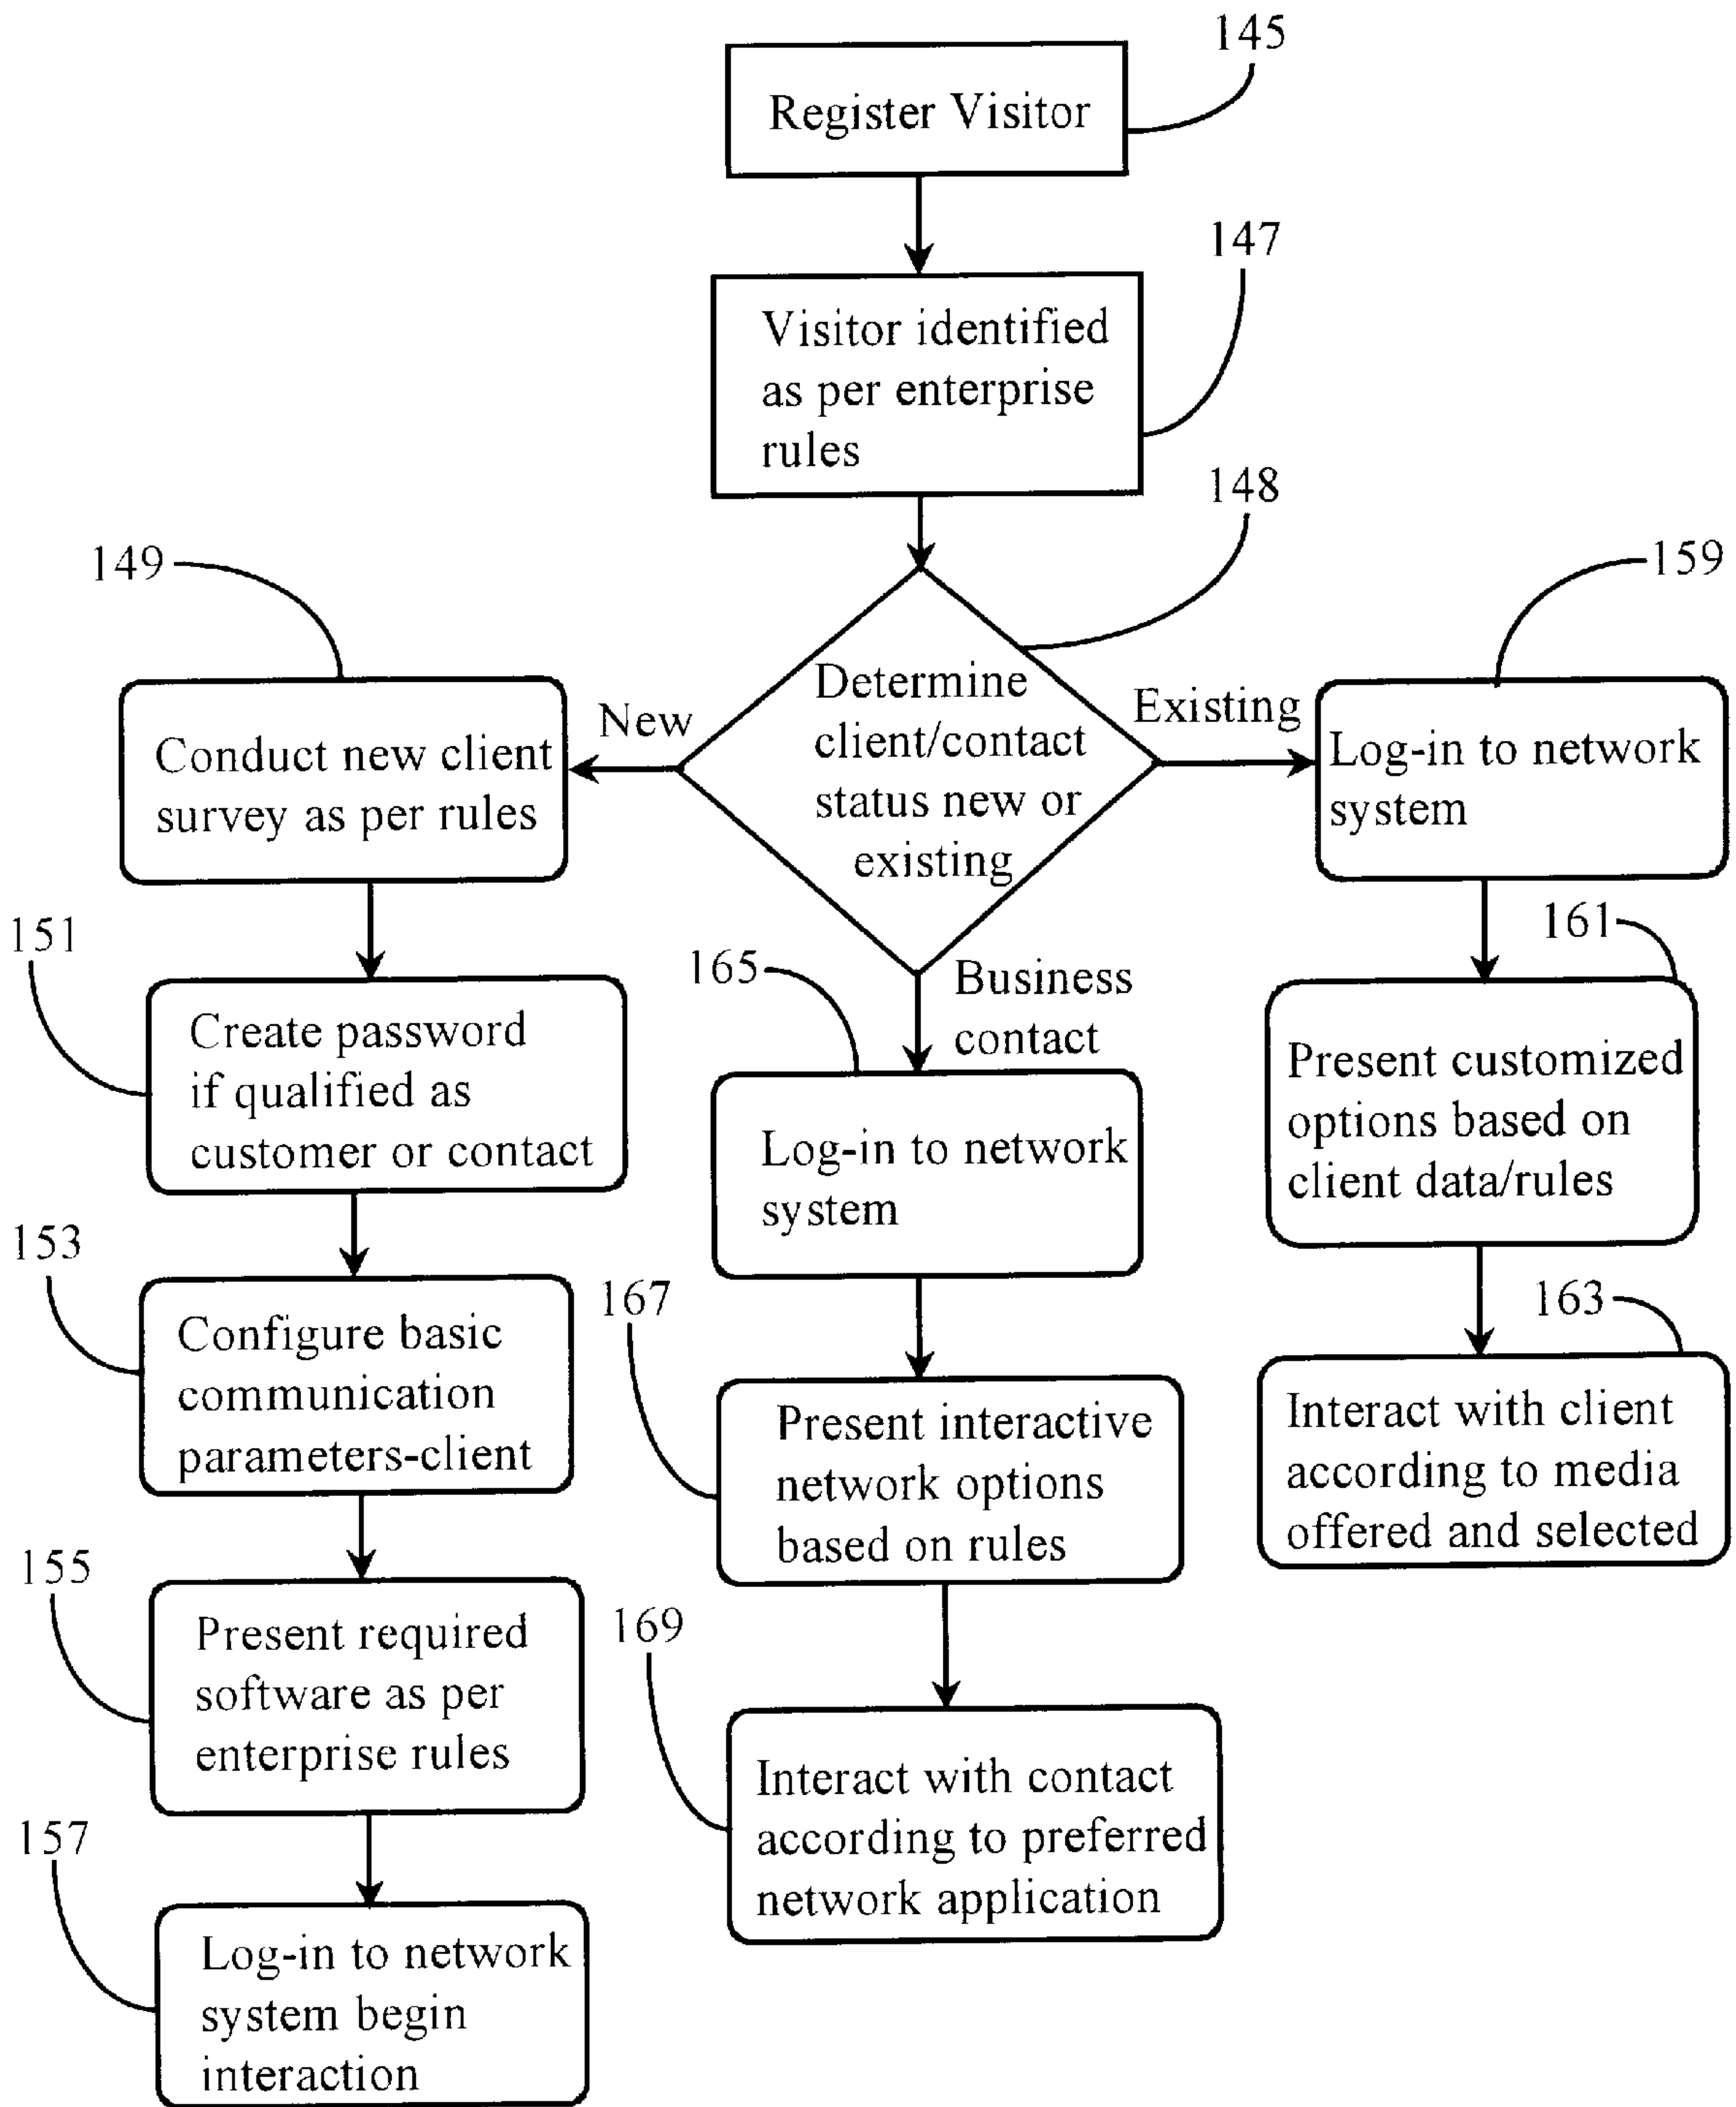 145
Register Visitor
147
Visitor identified
as per enterprise
rules
148
149
159
Determine
client/contact
status new or
existing
New
Existing
Business
contact
Conduct new client
survey as per rules
151
Create password
if qualified as
customer or contact
153
Configure basic
communication
parameters-client
155
Present required
software as per
enterprise rules
157
Log-in to network
system begin
interaction
165
Log-in to network
system
167
Present interactive
network options
based on rules
169
Interact with contact
according to preferred
network application
Log-in to network
system
161
Present customized
options based on
client data/rules
163
Interact with client
according to media
offered and selected